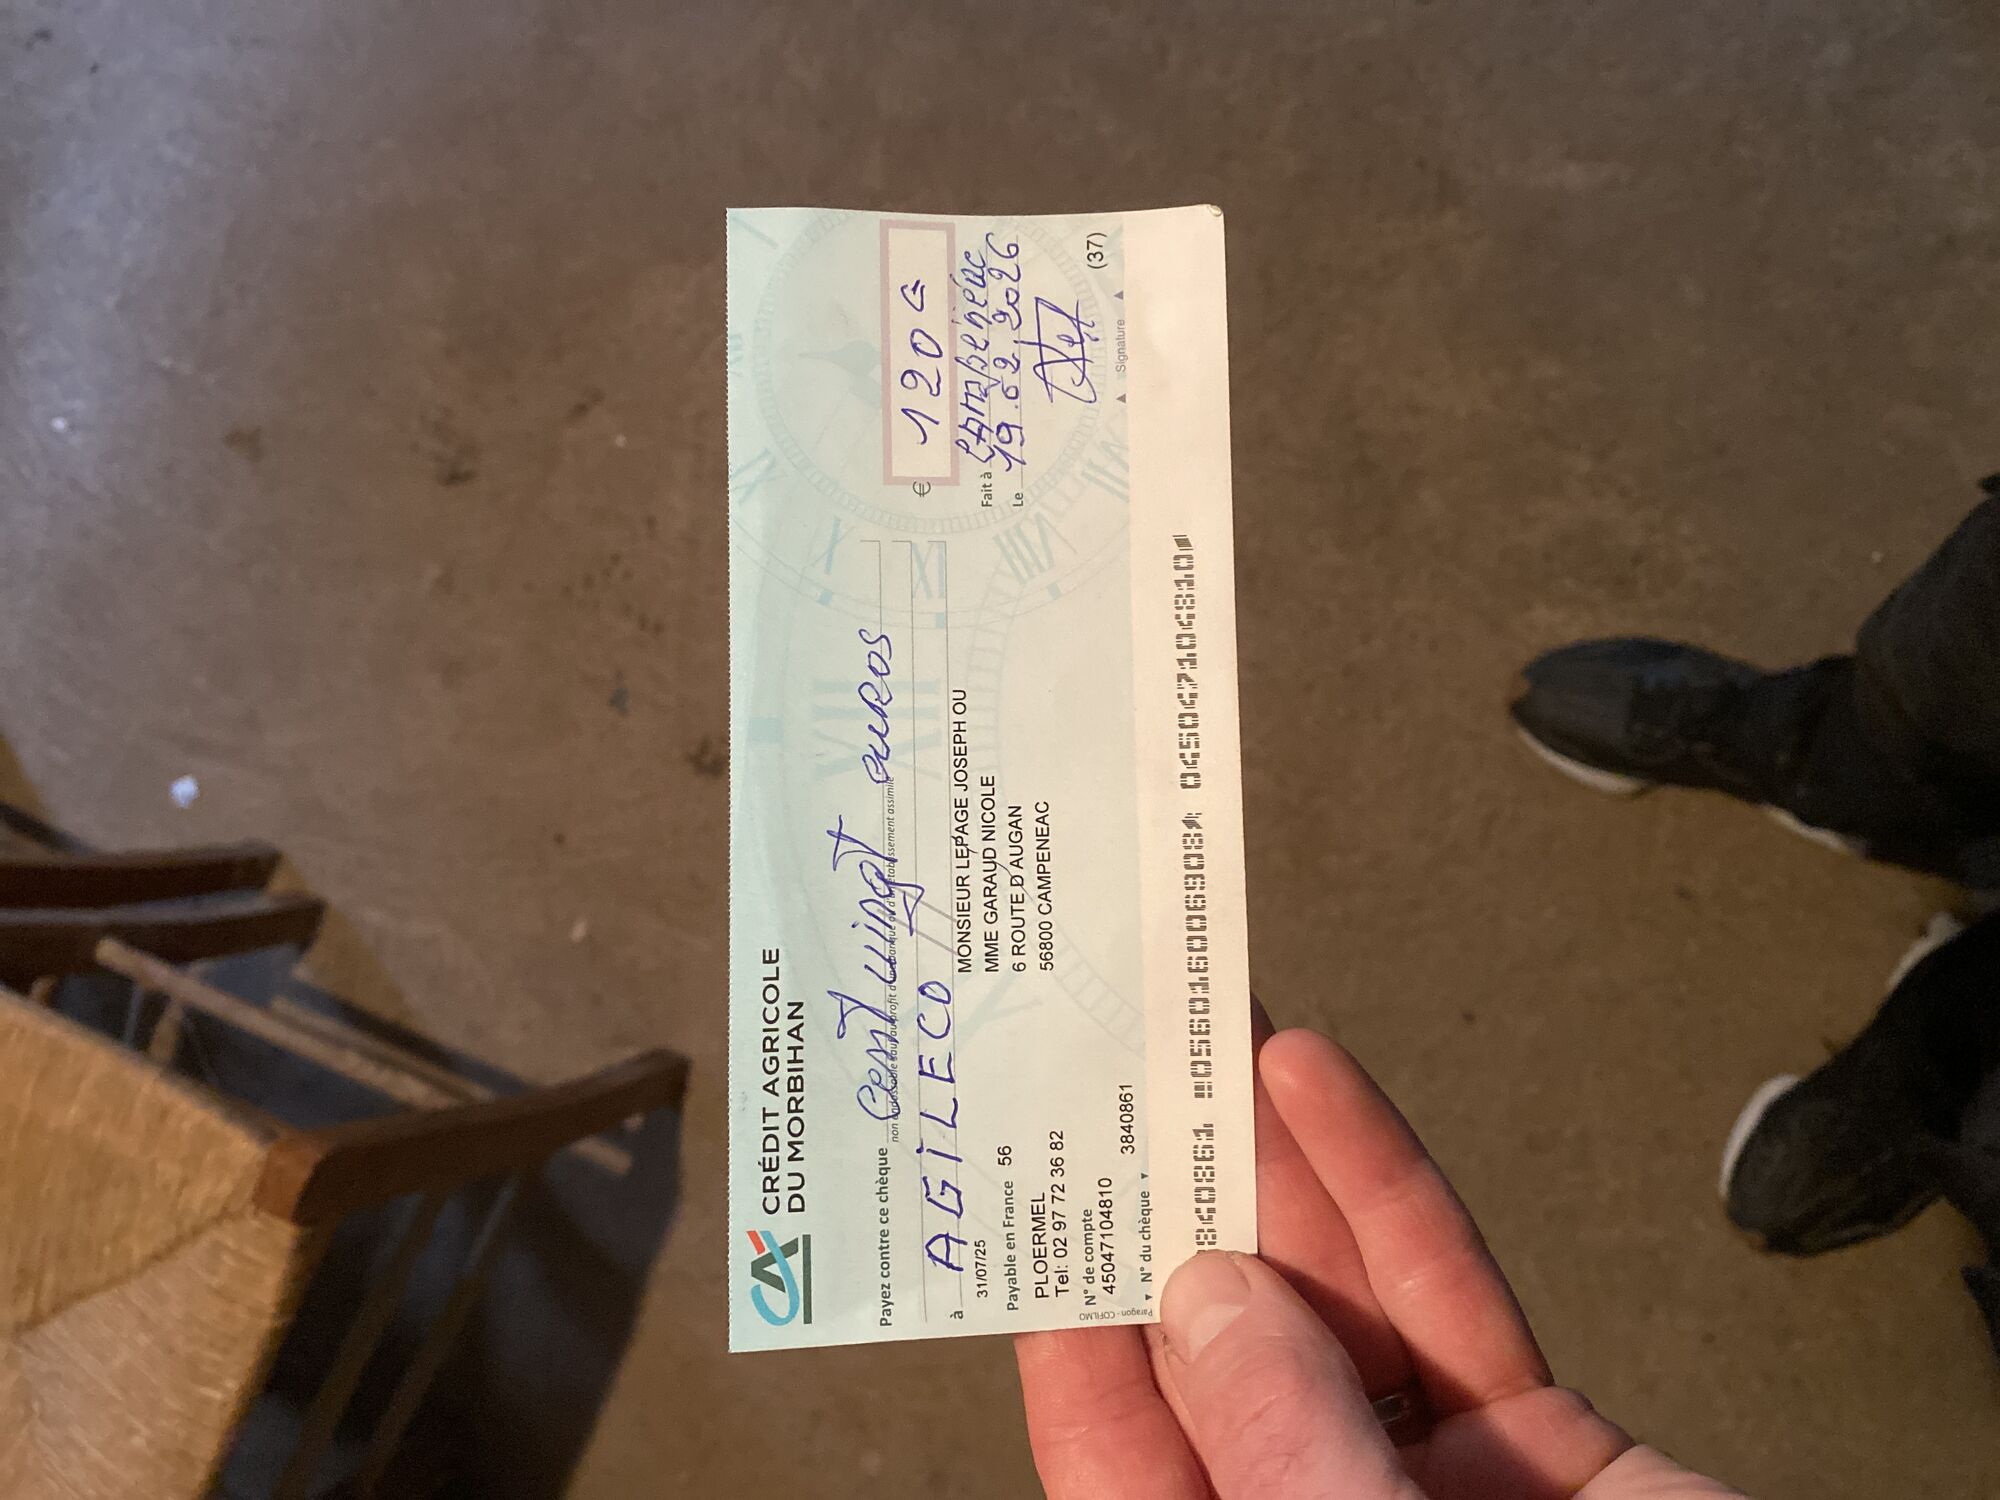 CRÉDIT AGRICOLE
DU MORBIHAN
Payez contre ce chèque Cent vingt euros
non endossable sauf au profit d'une banque ou d'un établissement assimilé
€ 120 €
à AGiLECO
Fait à Campénéac
Le 19.02.2026
31/07/25
MONSIEUR LEPAGE JOSEPH OU
MME GARAUD NICOLE
6 ROUTE D AUGAN
56800 CAMPENEAC
Payable en France 56
PLOERMEL
Tel: 02 97 72 36 82
N° de compte
45047104810
3840861
N° du chèque
Signature
(37)
Paragon - COFILMO